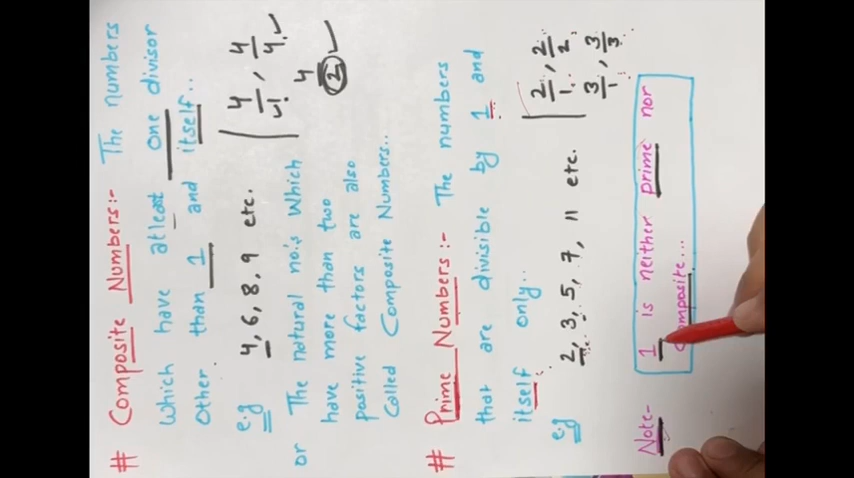 # Composite Numbers:- The numbers
Which have atleast one divisor
Other than 1 and itself..
e.g 4, 6, 8, 9 etc. 4/4, 4/4
4/2
or The natural no's Which
have more than two
positive factors are also
Called Composite Numbers..
# Prime Numbers:- The numbers
that are divisible by 1 and
itself only..
e.g 2, 3, 5, 7, 11 etc. 2/1, 2/2
3/1, 3/3
Note- 1 is neither prime nor
Composite...